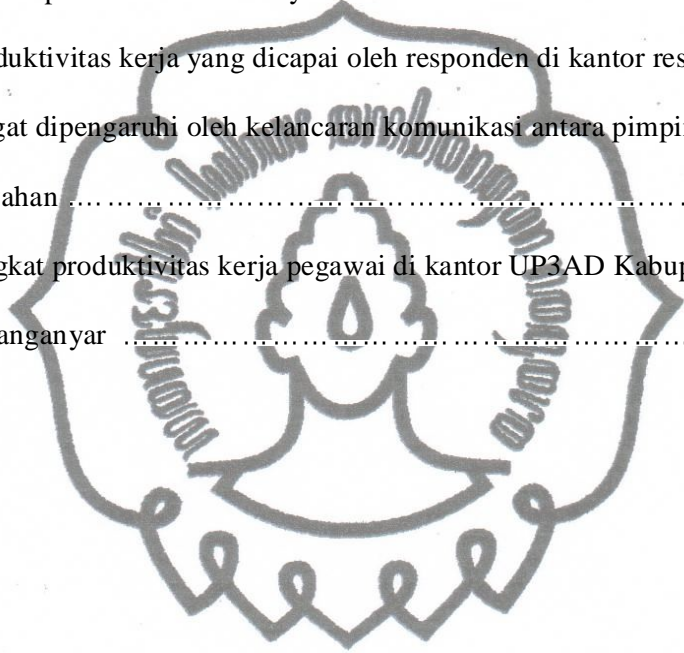 duktivitas kerja yang dicapai oleh responden di kantor res
gat dipengaruhi oleh kelancaran komunikasi antara pimpi
ahan ………………………………………………………
gkat produktivitas kerja pegawai di kantor UP3AD Kabup
anganyar …………………………………………………